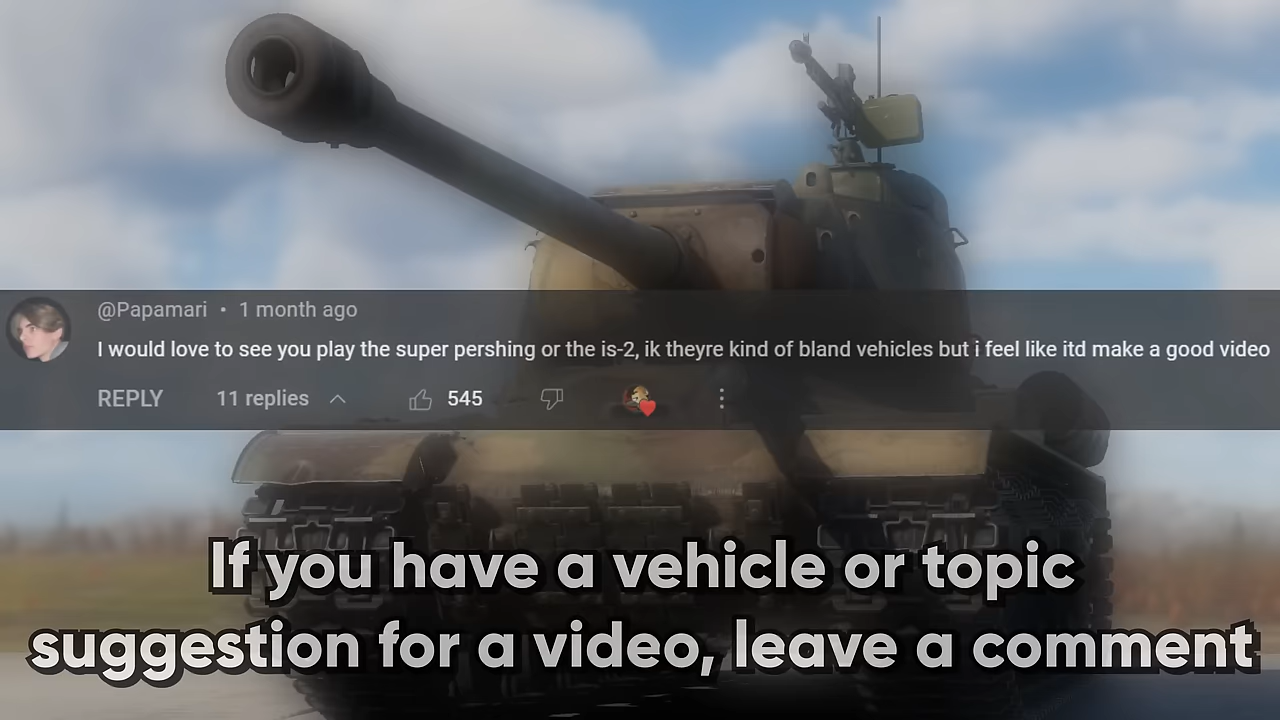 @Papamari • 1 month ago
I would love to see you play the super pershing or the is-2, ik theyre kind of bland vehicles but i feel like itd make a good video
REPLY 11 replies 545
If you have a vehicle or topic
suggestion for a video, leave a comment